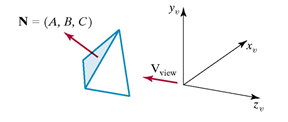 N = (A, B, C)
V_view
y_v
x_v
z_v